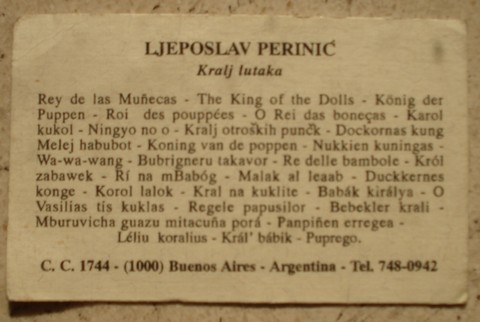 LJEPOSLAV PERINIĆ
Kralj lutaka
Rey de las Muñecas - The King of the Dolls - König der
Puppen - Roi des pouppées - O Rei das boneças - Karol
kukol - Ningyo no o - Kralj otroških punčk - Dockornas kung
Melej habubot - Koning van de poppen - Nukkien kuningas -
Wa-wa-wang - Bubrigneru takavor - Re delle bambole - Król
zabawek - Rí na mBabóg - Malak al leaab - Duckkernes
konge - Korol lalok - Kral na kuklite - Babák királya - O
Vasilias tis kuklas - Regele papusilor - Bebekler krali -
Mburuvicha guazu mitacuña porá - Panpiñen erregea -
Léliu koralius - Kráľ bábik - Puprego.
C. C. 1744 - (1000) Buenos Aires - Argentina - Tel. 748-0942